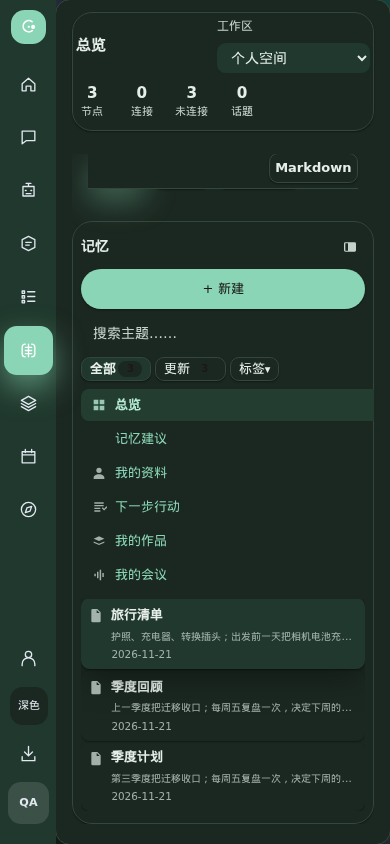 工作区
总览
个人空间
3 0 3 0
节点 连接 未连接 话题
Markdown
记忆
+ 新建
搜索主题......
全部 3 更新 3 标签▾
总览
记忆建议
我的资料
下一步行动
我的作品
我的会议
旅行清单
护照、充电器、转换插头；出发前一天把相机电池充…
2026-11-21
季度回顾
上一季度把迁移收口；每周五复盘一次，决定下周的…
2026-11-21
季度计划
第三季度把迁移收口；每周五复盘一次，决定下周的…
2026-11-21
深色
QA